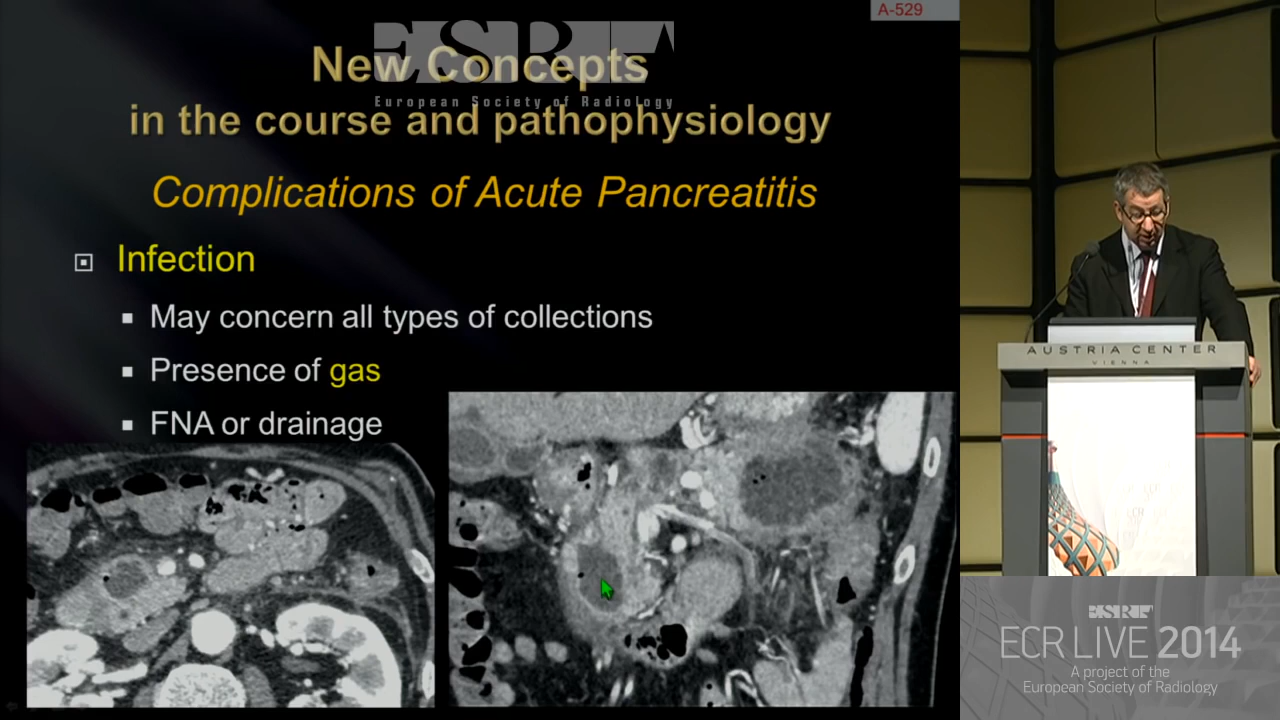 A-529
ESR
European Society of Radiology
New Concepts
in the course and pathophysiology
Complications of Acute Pancreatitis
Infection
May concern all types of collections
Presence of gas
FNA or drainage
AUSTRIA CENTER
VIENNA
ESR
ECR LIVE 2014
A project of the
European Society of Radiology